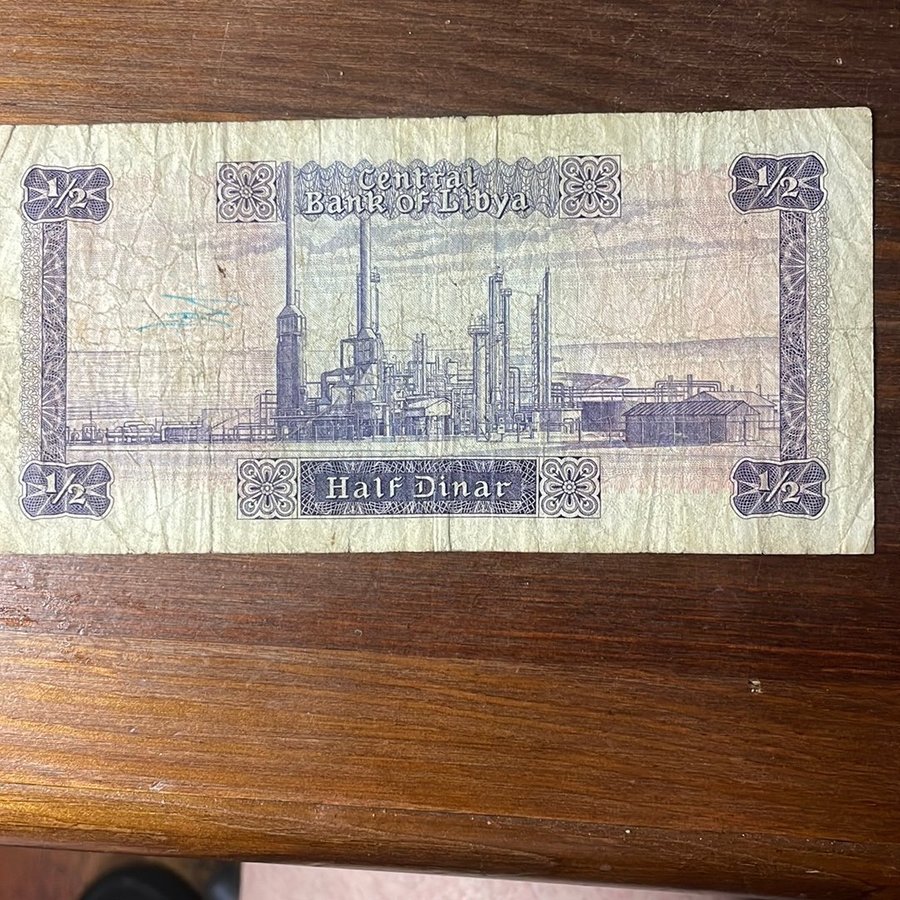 1/2
Central
Bank of Libya
1/2
1/2
Half Dinar
1/2